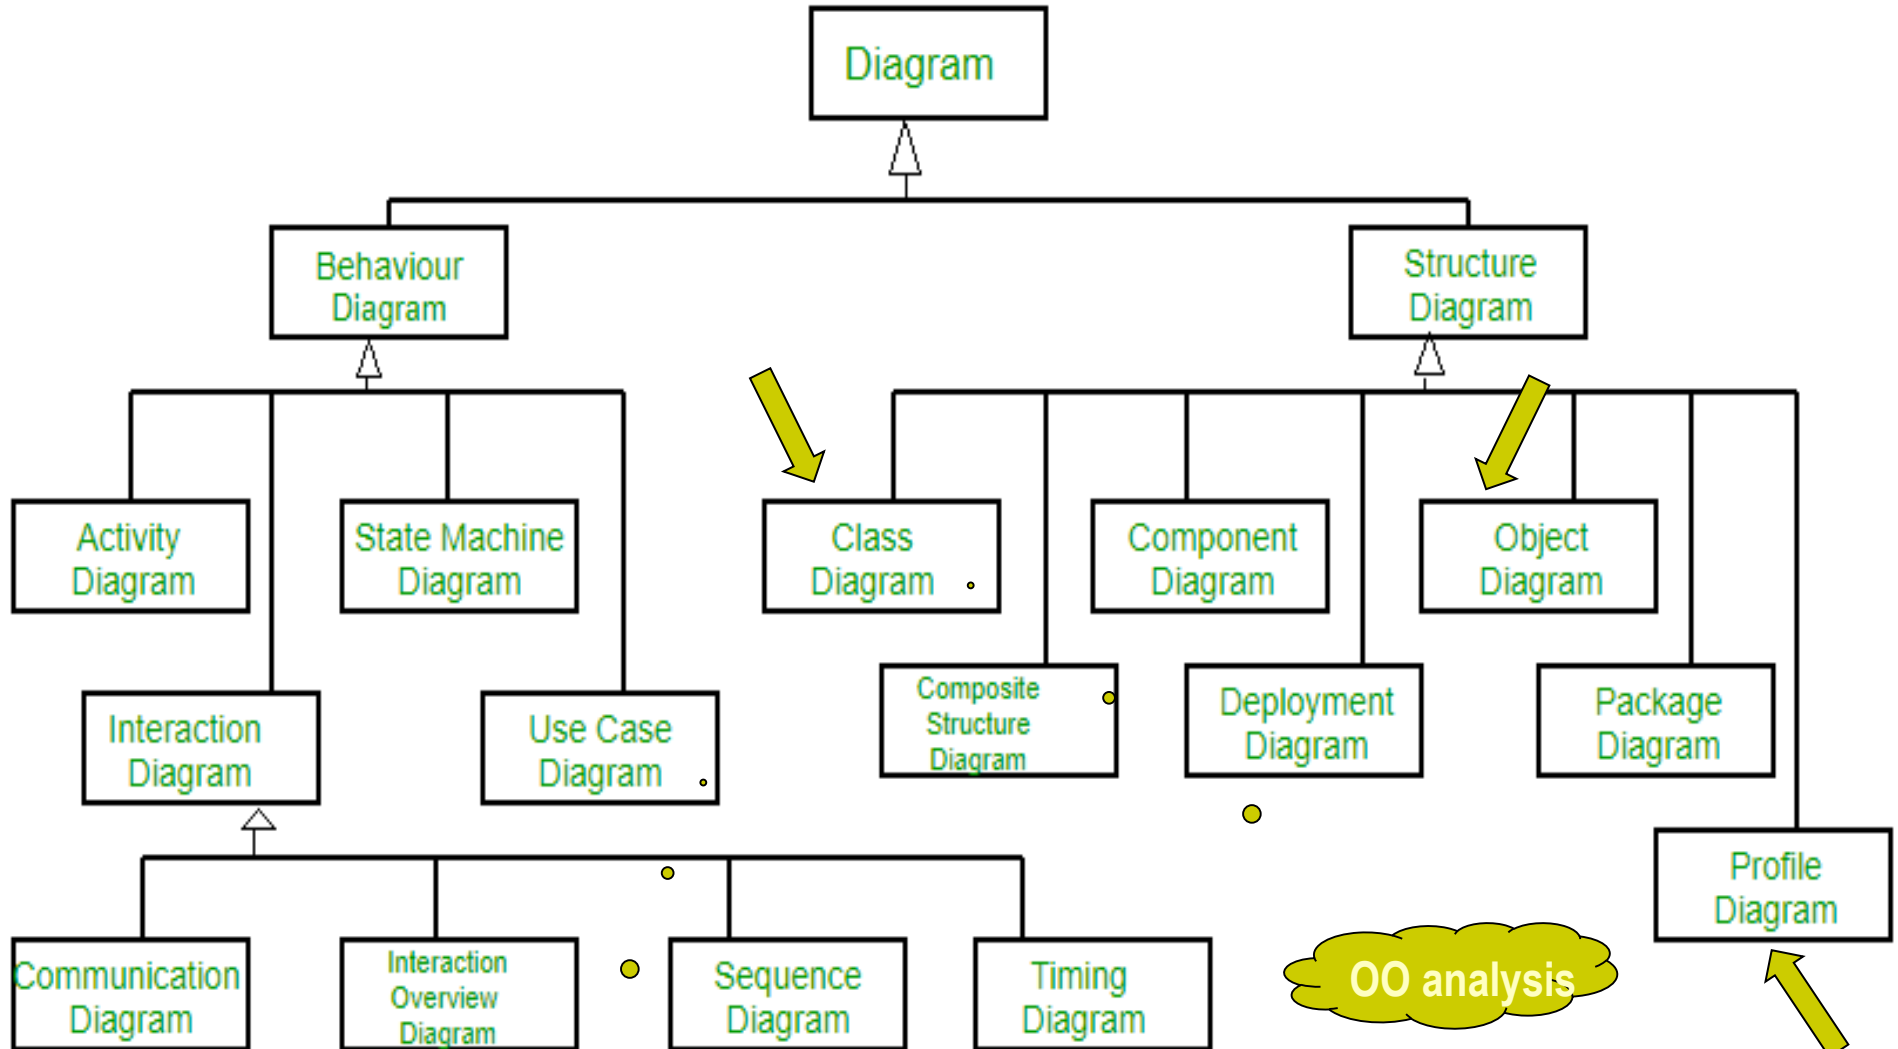 Diagram
Behaviour
Diagram
Structure
Diagram
Activity
Diagram
State Machine
Diagram
Class
Diagram
Component
Diagram
Object
Diagram
Interaction
Diagram
Use Case
Diagram
Composite
Structure
Diagram
Deployment
Diagram
Package
Diagram
Profile
Diagram
Communication
Diagram
Interaction
Overview
Diagram
Sequence
Diagram
Timing
Diagram
OO analysis